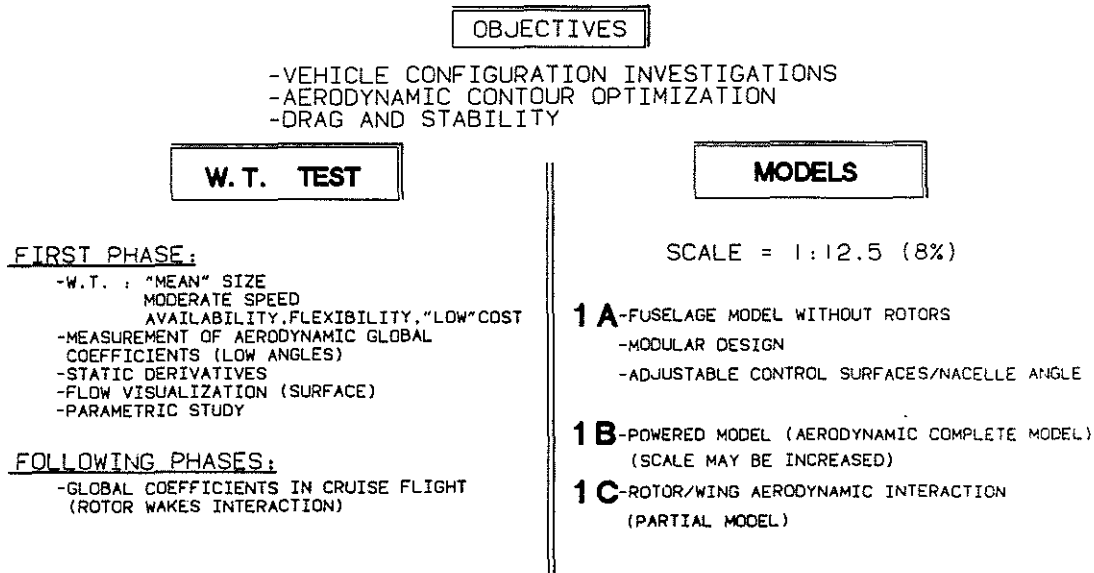 OBJECTIVES
-VEHICLE CONFIGURATION INVESTIGATIONS
-AERODYNAMIC CONTOUR OPTIMIZATION
-DRAG AND STABILITY
W.T. TEST
FIRST PHASE:
-W.T. : "MEAN" SIZE
MODERATE SPEED
AVAILABILITY,FLEXIBILITY,"LOW"COST
-MEASUREMENT OF AERODYNAMIC GLOBAL
COEFFICIENTS (LOW ANGLES)
-STATIC DERIVATIVES
-FLOW VISUALIZATION (SURFACE)
-PARAMETRIC STUDY
FOLLOWING PHASES:
-GLOBAL COEFFICIENTS IN CRUISE FLIGHT
(ROTOR WAKES INTERACTION)
MODELS
SCALE = 1:12.5 (8%)
1 A-FUSELAGE MODEL WITHOUT ROTORS
-MODULAR DESIGN
-ADJUSTABLE CONTROL SURFACES/NACELLE ANGLE
1 B-POWERED MODEL (AERODYNAMIC COMPLETE MODEL)
(SCALE MAY BE INCREASED)
1 C-ROTOR/WING AERODYNAMIC INTERACTION
(PARTIAL MODEL)